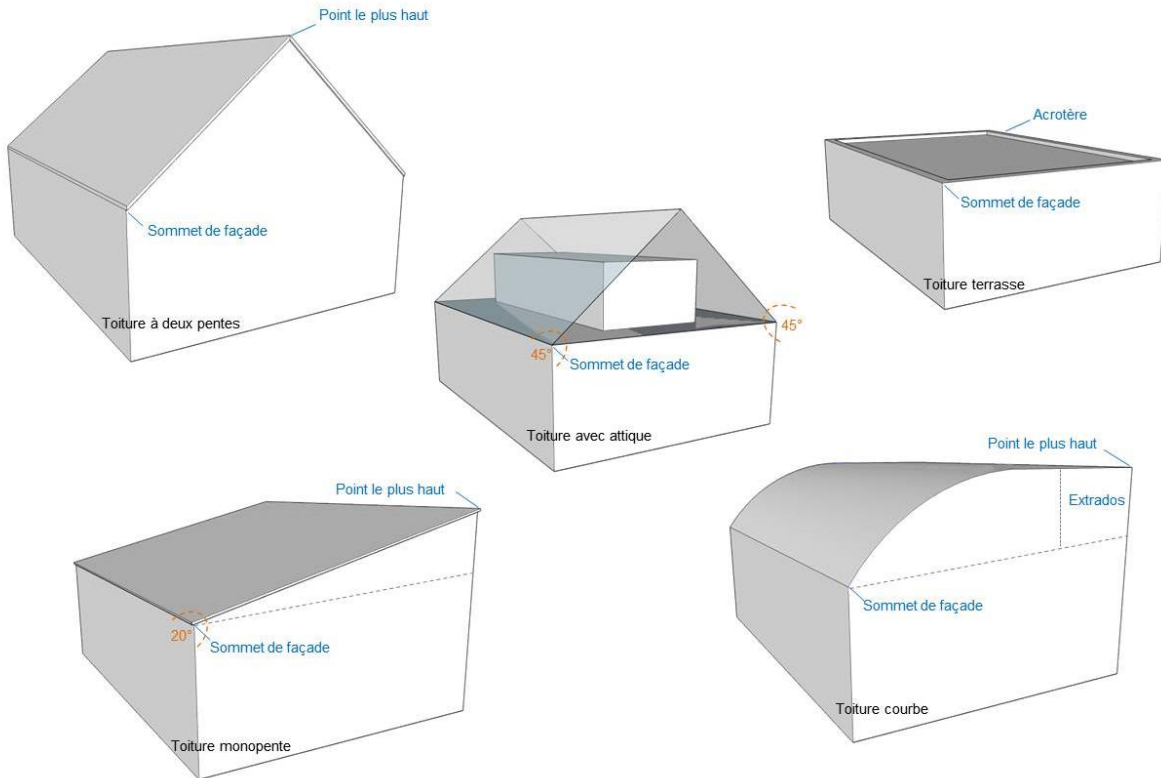 Point le plus haut
Sommet de façade
Toiture à deux pentes
Acrotère
Sommet de façade
Toiture terrasse
45°
45°
Sommet de façade
Toiture avec attique
Point le plus haut
20°
Sommet de façade
Toiture monopente
Point le plus haut
Extrados
Sommet de façade
Toiture courbe